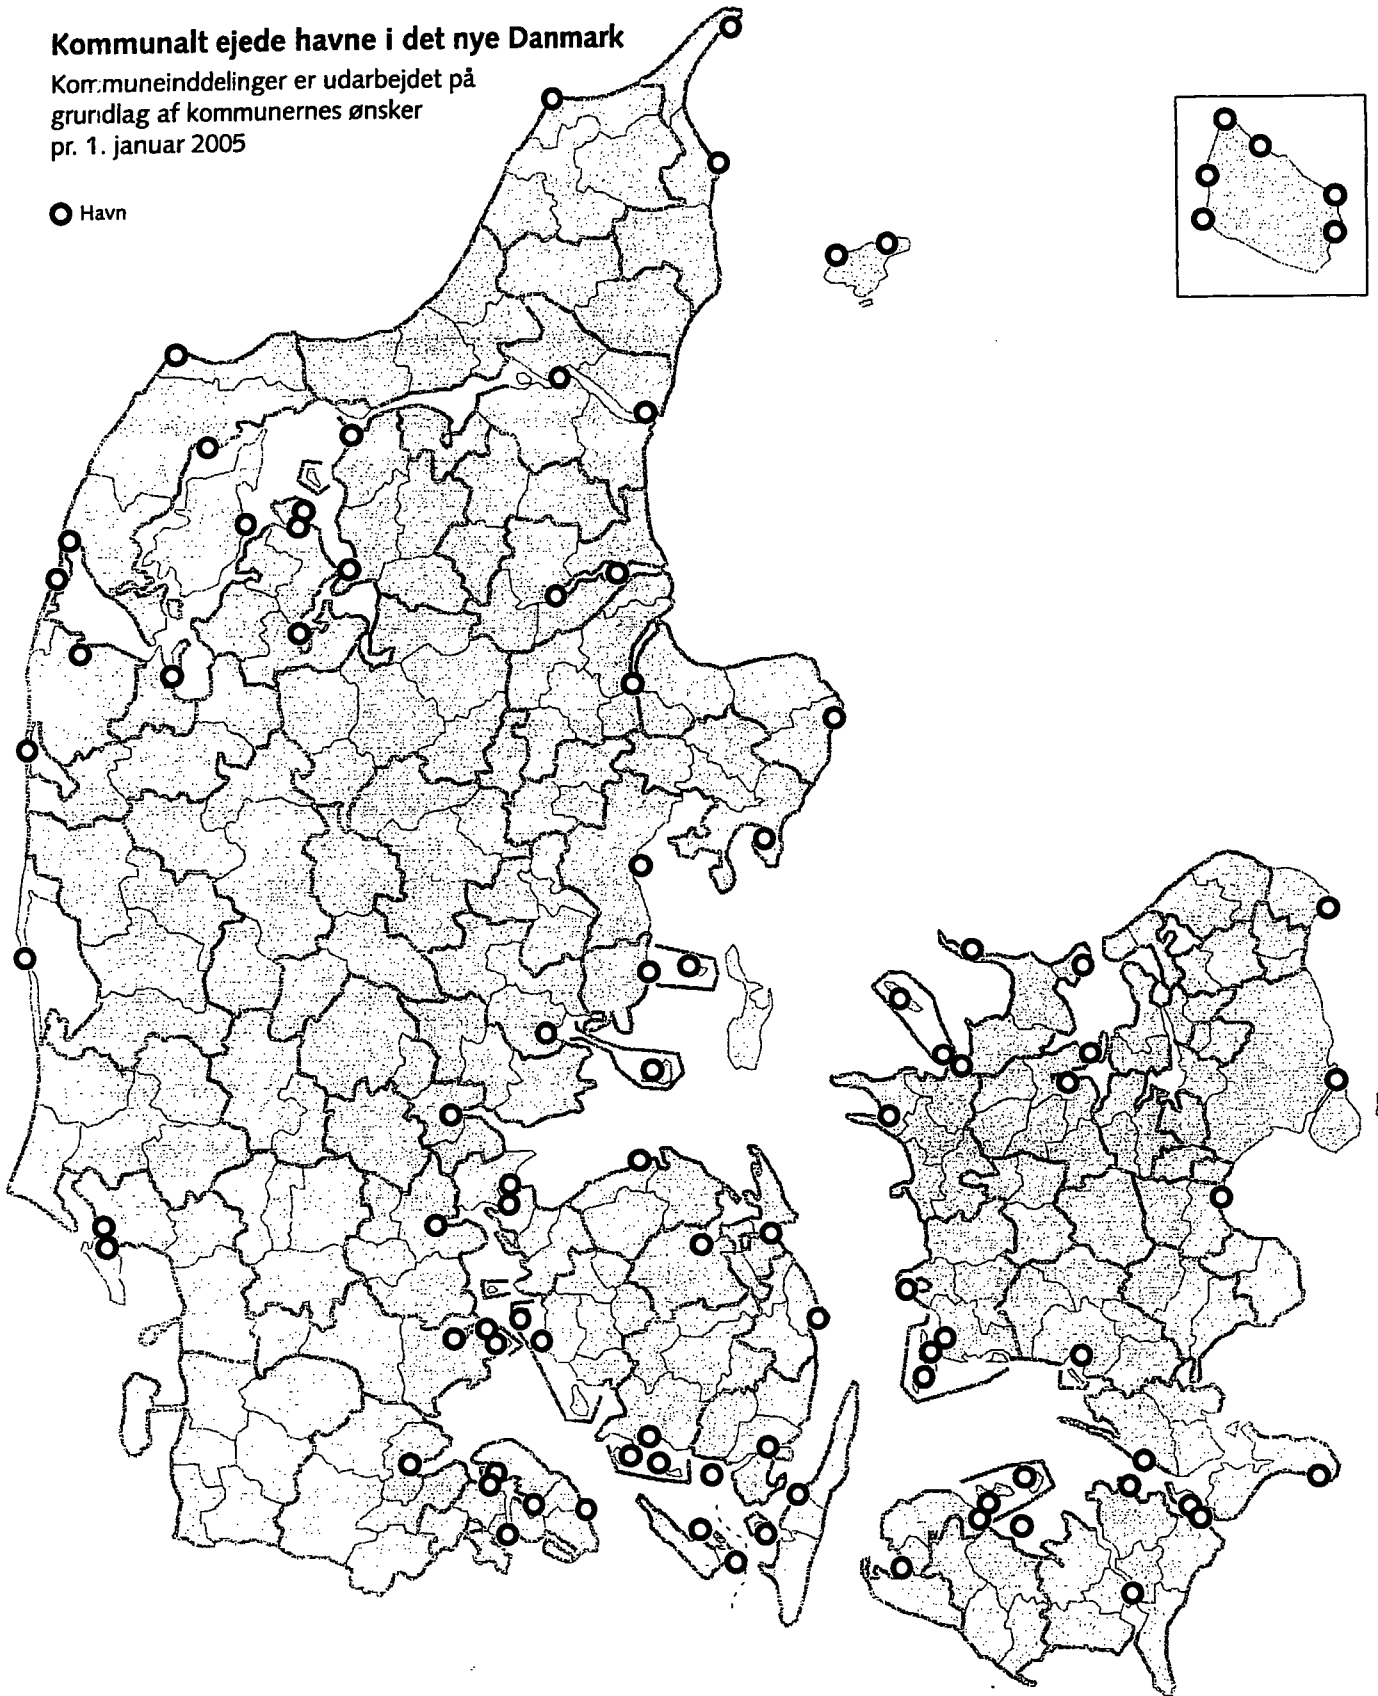 Kommunalt ejede havne i det nye Danmark
Kommuneinddelinger er udarbejdet på
grundlag af kommunernes ønsker
pr. 1. januar 2005
Havn